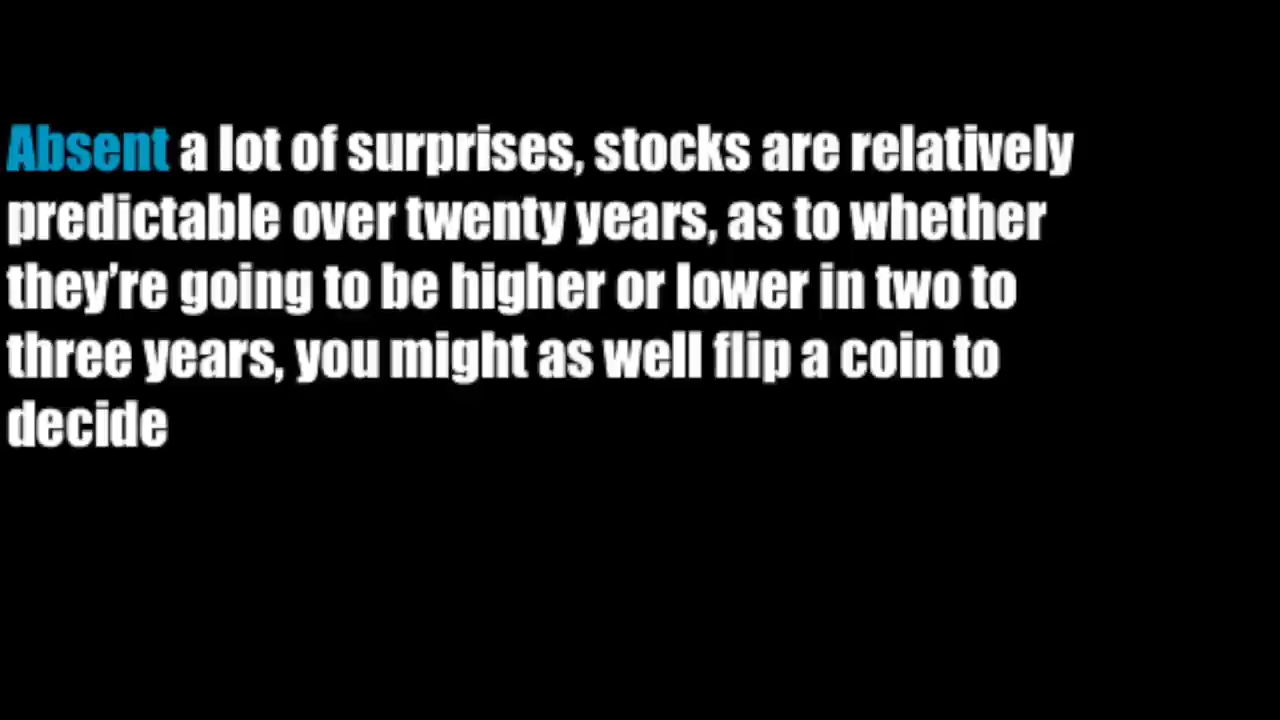 Absent a lot of surprises, stocks are relatively
predictable over twenty years, as to whether
they’re going to be higher or lower in two to
three years, you might as well flip a coin to
decide